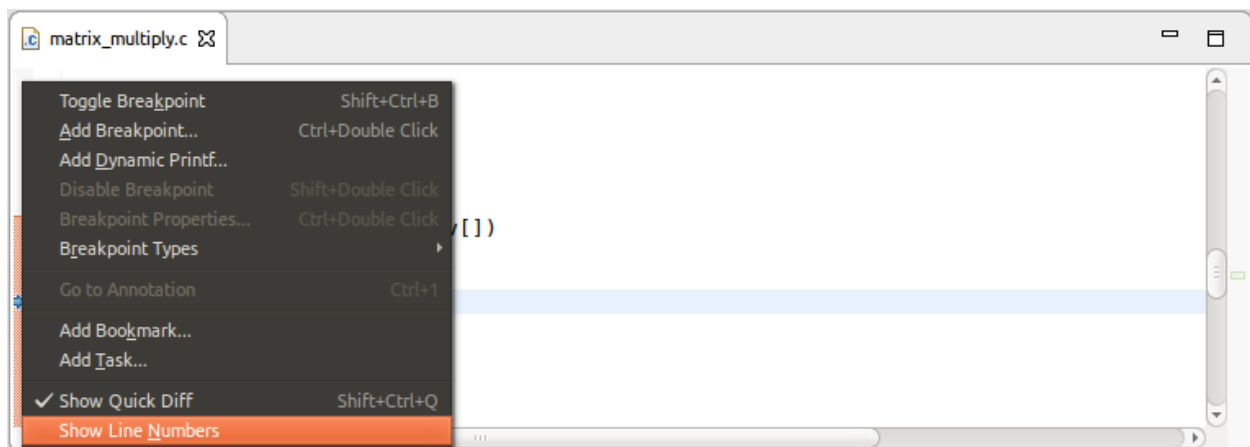 matrix_multiply.c
Toggle Breakpoint Shift+Ctrl+B
Add Breakpoint... Ctrl+Double Click
Add Dynamic Printf...
Disable Breakpoint Shift+Double Click
Breakpoint Properties... Ctrl+Double Click
[])
Breakpoint Types
Go to Annotation Ctrl+1
Add Bookmark...
Add Task...
Show Quick Diff Shift+Ctrl+Q
Show Line Numbers